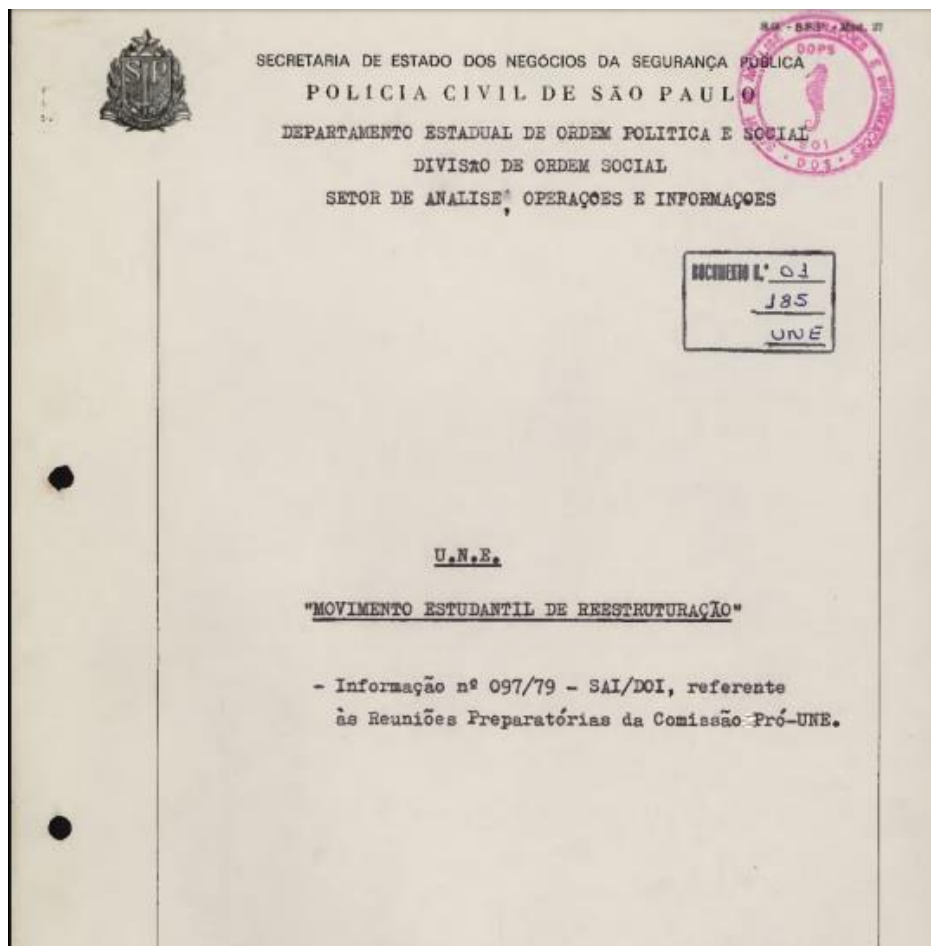 SECRETARIA DE ESTADO DOS NEGÓCIOS DA SEGURANÇA PÚBLICA
POLÍCIA CIVIL DE SÃO PAULO
DEPARTAMENTO ESTADUAL DE ORDEM POLITICA E SOCIAL
DIVISÃO DE ORDEM SOCIAL
SETOR DE ANALISE, OPERAÇOES E INFORMAÇOES
DOPS
DOS
DOCUMENTO N.º 01
185
UNE
U.N.E.
"MOVIMENTO ESTUDANTIL DE REESTRUTURAÇÃO"
- Informação nº 097/79 - SAI/DOI, referente
às Reuniões Preparatórias da Comissão Pró-UNE.